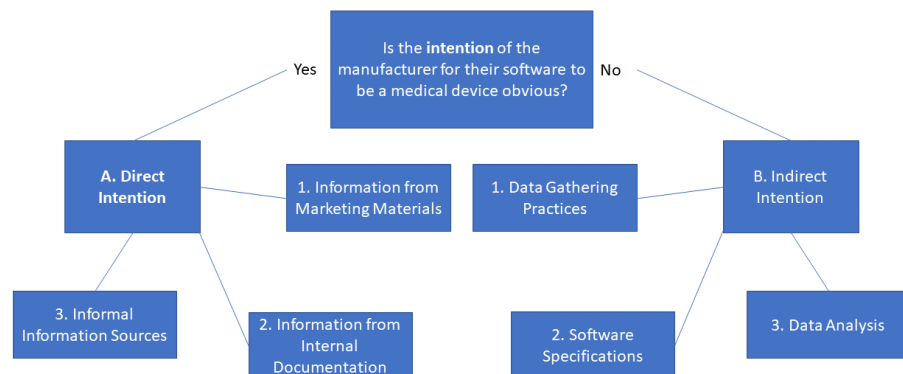 Is the intention of the
manufacturer for their software to
be a medical device obvious?
Yes
No
A. Direct
Intention
1. Information from
Marketing Materials
1. Data Gathering
Practices
B. Indirect
Intention
3. Informal
Information Sources
2. Information from
Internal
Documentation
2. Software
Specifications
3. Data Analysis